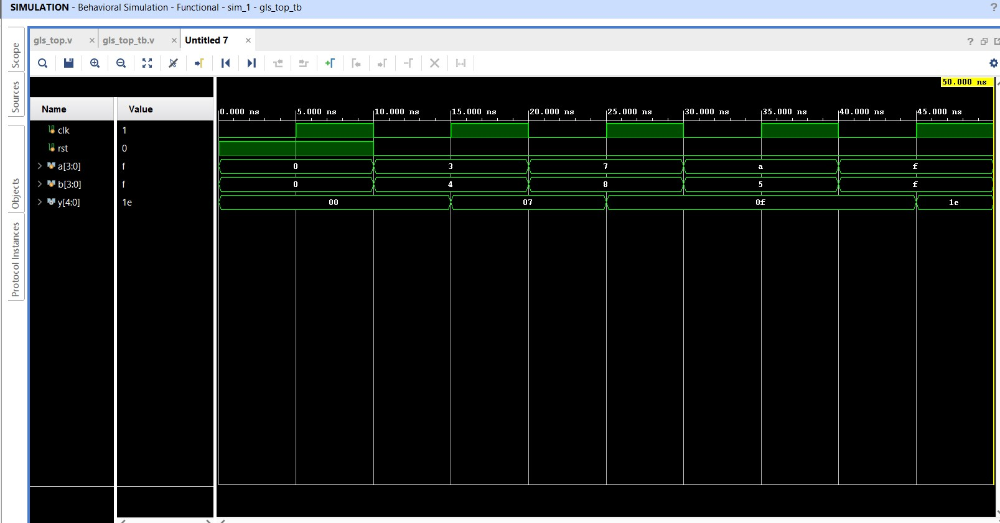 SIMULATION - Behavioral Simulation - Functional - sim_1 - gls_top_tb ?
gls_top.v × gls_top_tb.v × Untitled 7 × ?
Scope
Sources
Objects
Protocol Instances
50.000 ns
Name Value
0.000 ns 5.000 ns 10.000 ns 15.000 ns 20.000 ns 25.000 ns 30.000 ns 35.000 ns 40.000 ns 45.000 ns
clk 1
rst 0
a[3:0] f 0 3 7 a f
b[3:0] f 0 4 8 5 f
y[4:0] 1e 00 07 0f 1e